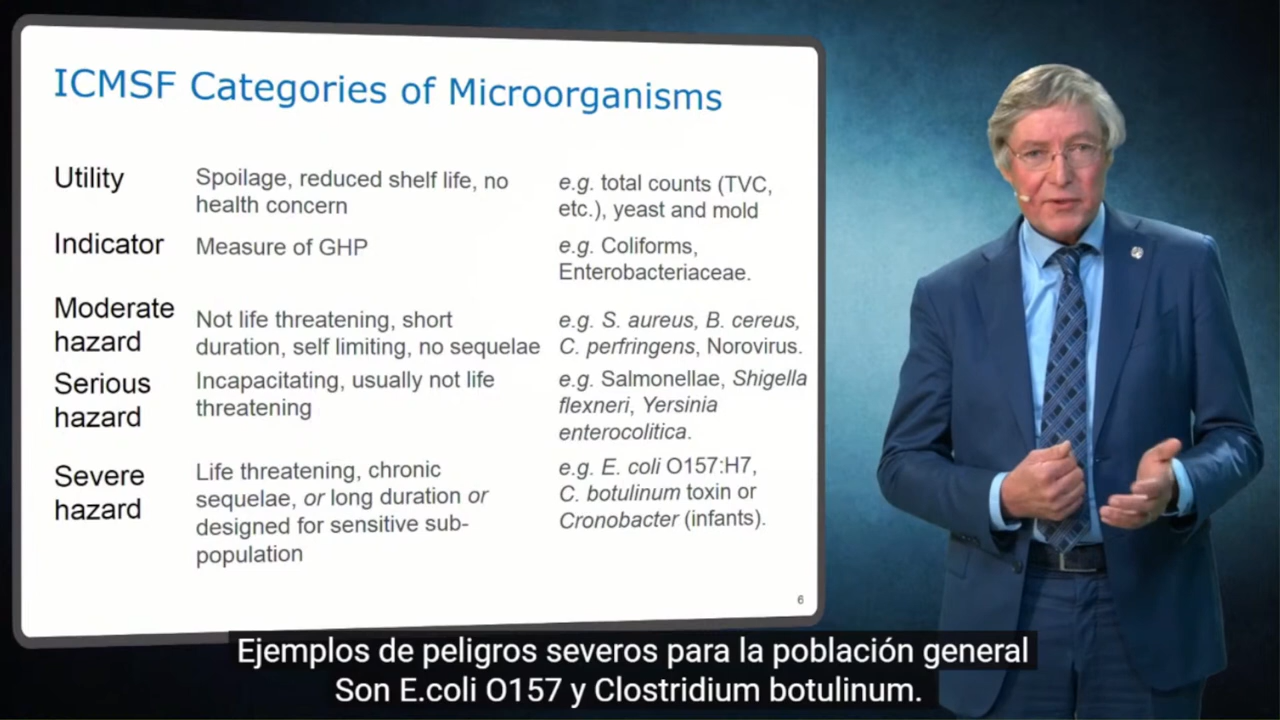 ICMSF Categories of Microorganisms
Utility
Spoilage, reduced shelf life, no
health concern
e.g. total counts (TVC,
etc.), yeast and mold
Indicator
Measure of GHP
e.g. Coliforms,
Enterobacteriaceae.
Moderate
hazard
Not life threatening, short
duration, self limiting, no sequelae
e.g. S. aureus, B. cereus,
C. perfringens, Norovirus.
Serious
hazard
Incapacitating, usually not life
threatening
e.g. Salmonellae, Shigella
flexneri, Yersinia
enterocolitica.
Severe
hazard
Life threatening, chronic
sequelae, or long duration or
designed for sensitive sub-
population
e.g. E. coli O157:H7,
C. botulinum toxin or
Cronobacter (infants).
6
Ejemplos de peligros severos para la población general
Son E.coli O157 y Clostridium botulinum.